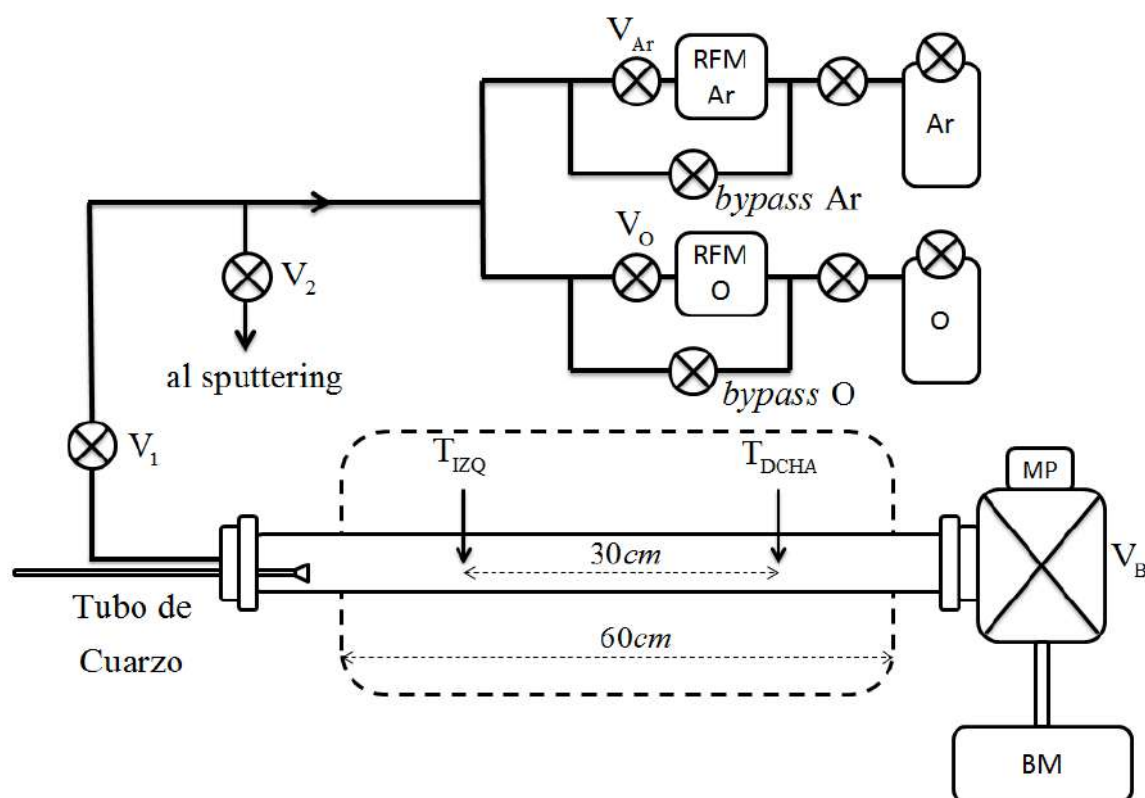 V_Ar
RFM
Ar
Ar
bypass Ar
V_O
RFM
O
O
V_2
al sputtering
bypass O
V_1
T_IZQ
T_DCHA
MP
30cm
V_B
Tubo de
Cuarzo
60cm
BM